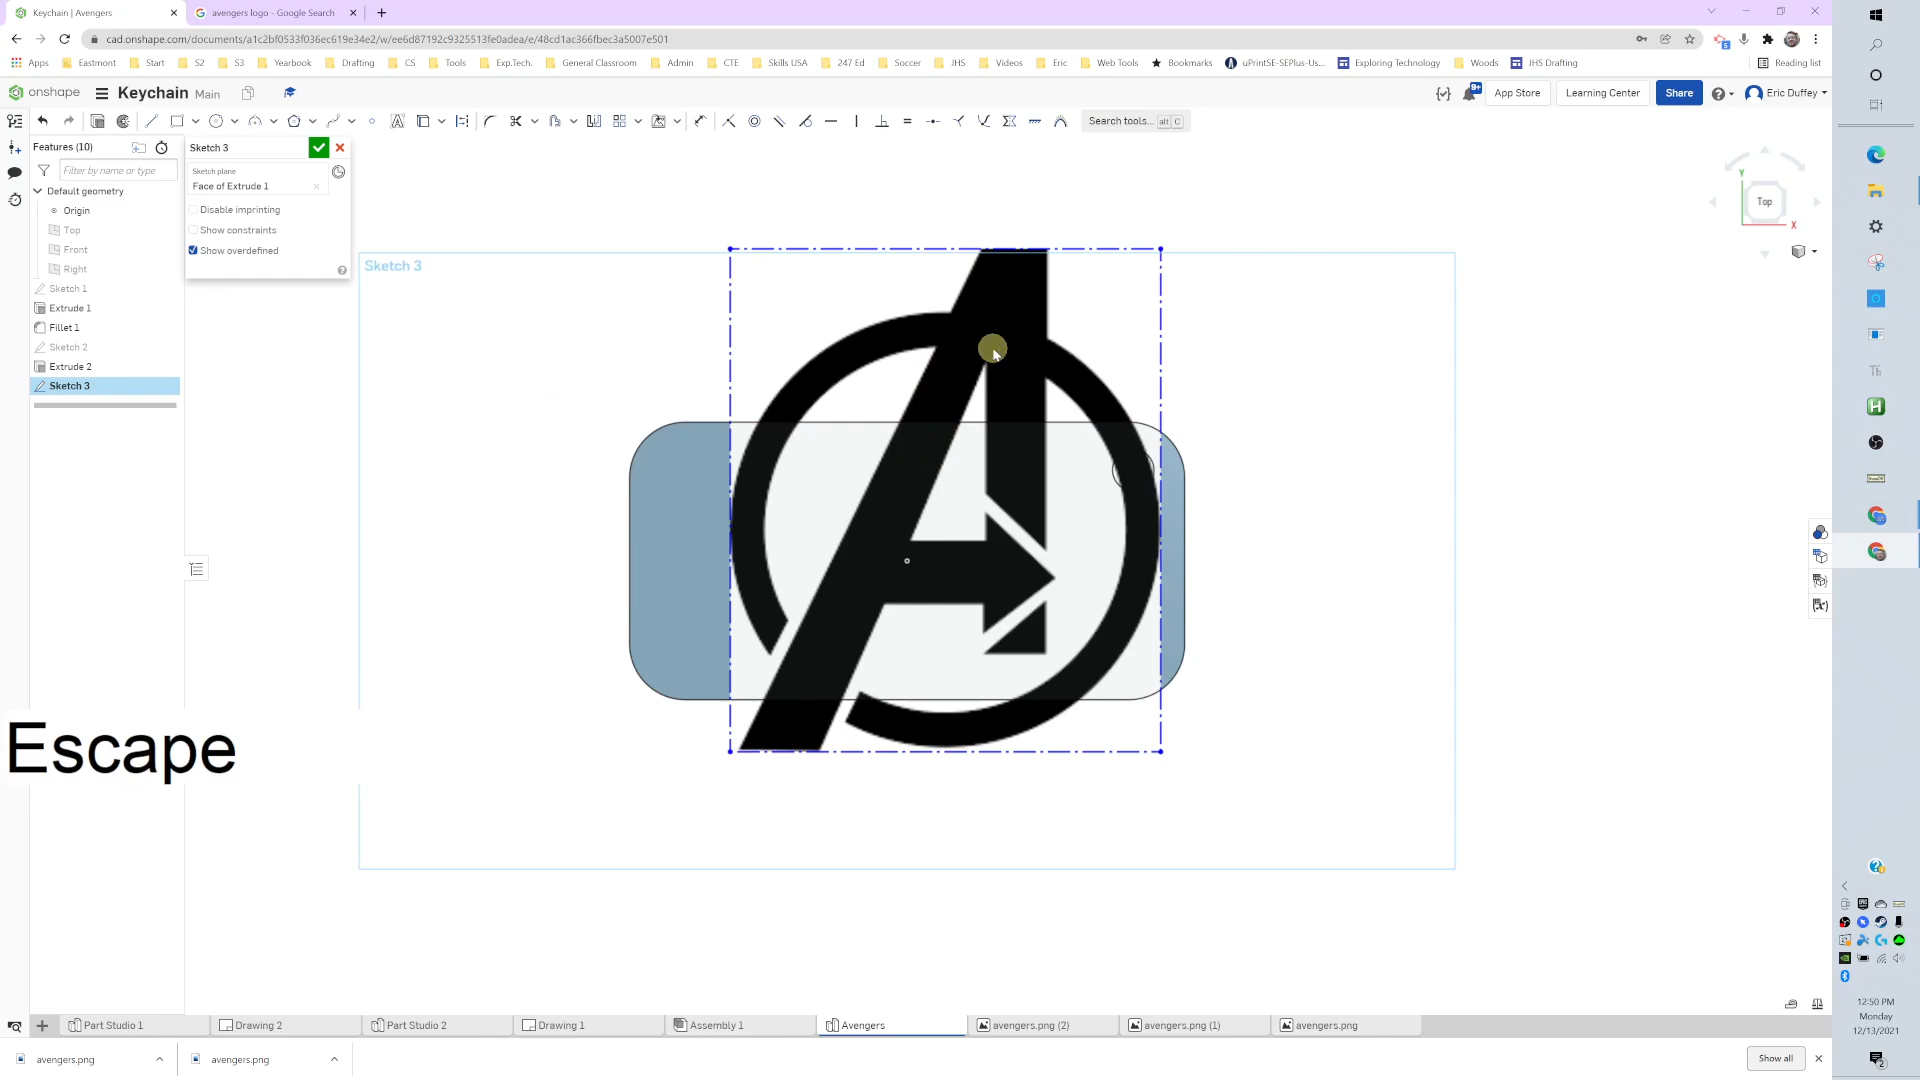 Keychain | Avengers
avengers logo - Google Search
cad.onshape.com/documents/a1c2bf0533f036ec619e34e2/w/ee6d87192c9325513fe0adea/e/48cd1ac366fbec3a5007e501
Apps Eastmont Start S2 S3 Yearbook Drafting CS Tools Exp.Tech. General Classroom Admin CTE Skills USA 247 Ed Soccer JHS Videos Eric Web Tools Bookmarks uPrintSE-SEPlus-Us... Exploring Technology Woods JHS Drafting Reading list
onshape Keychain Main 9+ App Store Learning Center Share Eric Duffey
Search tools... alt C
Features (10)
Filter by name or type
Default geometry
Origin
Top
Front
Right
Sketch 1
Extrude 1
Fillet 1
Sketch 2
Extrude 2
Sketch 3
Sketch 3
Sketch plane
Face of Extrude 1
Disable imprinting
Show constraints
Show overdefined
Sketch 3
Y
Top
X
Escape
Part Studio 1 Drawing 2 Part Studio 2 Drawing 1 Assembly 1 Avengers avengers.png (2) avengers.png (1) avengers.png
avengers.png avengers.png Show all
12:50 PM
Monday
12/13/2021